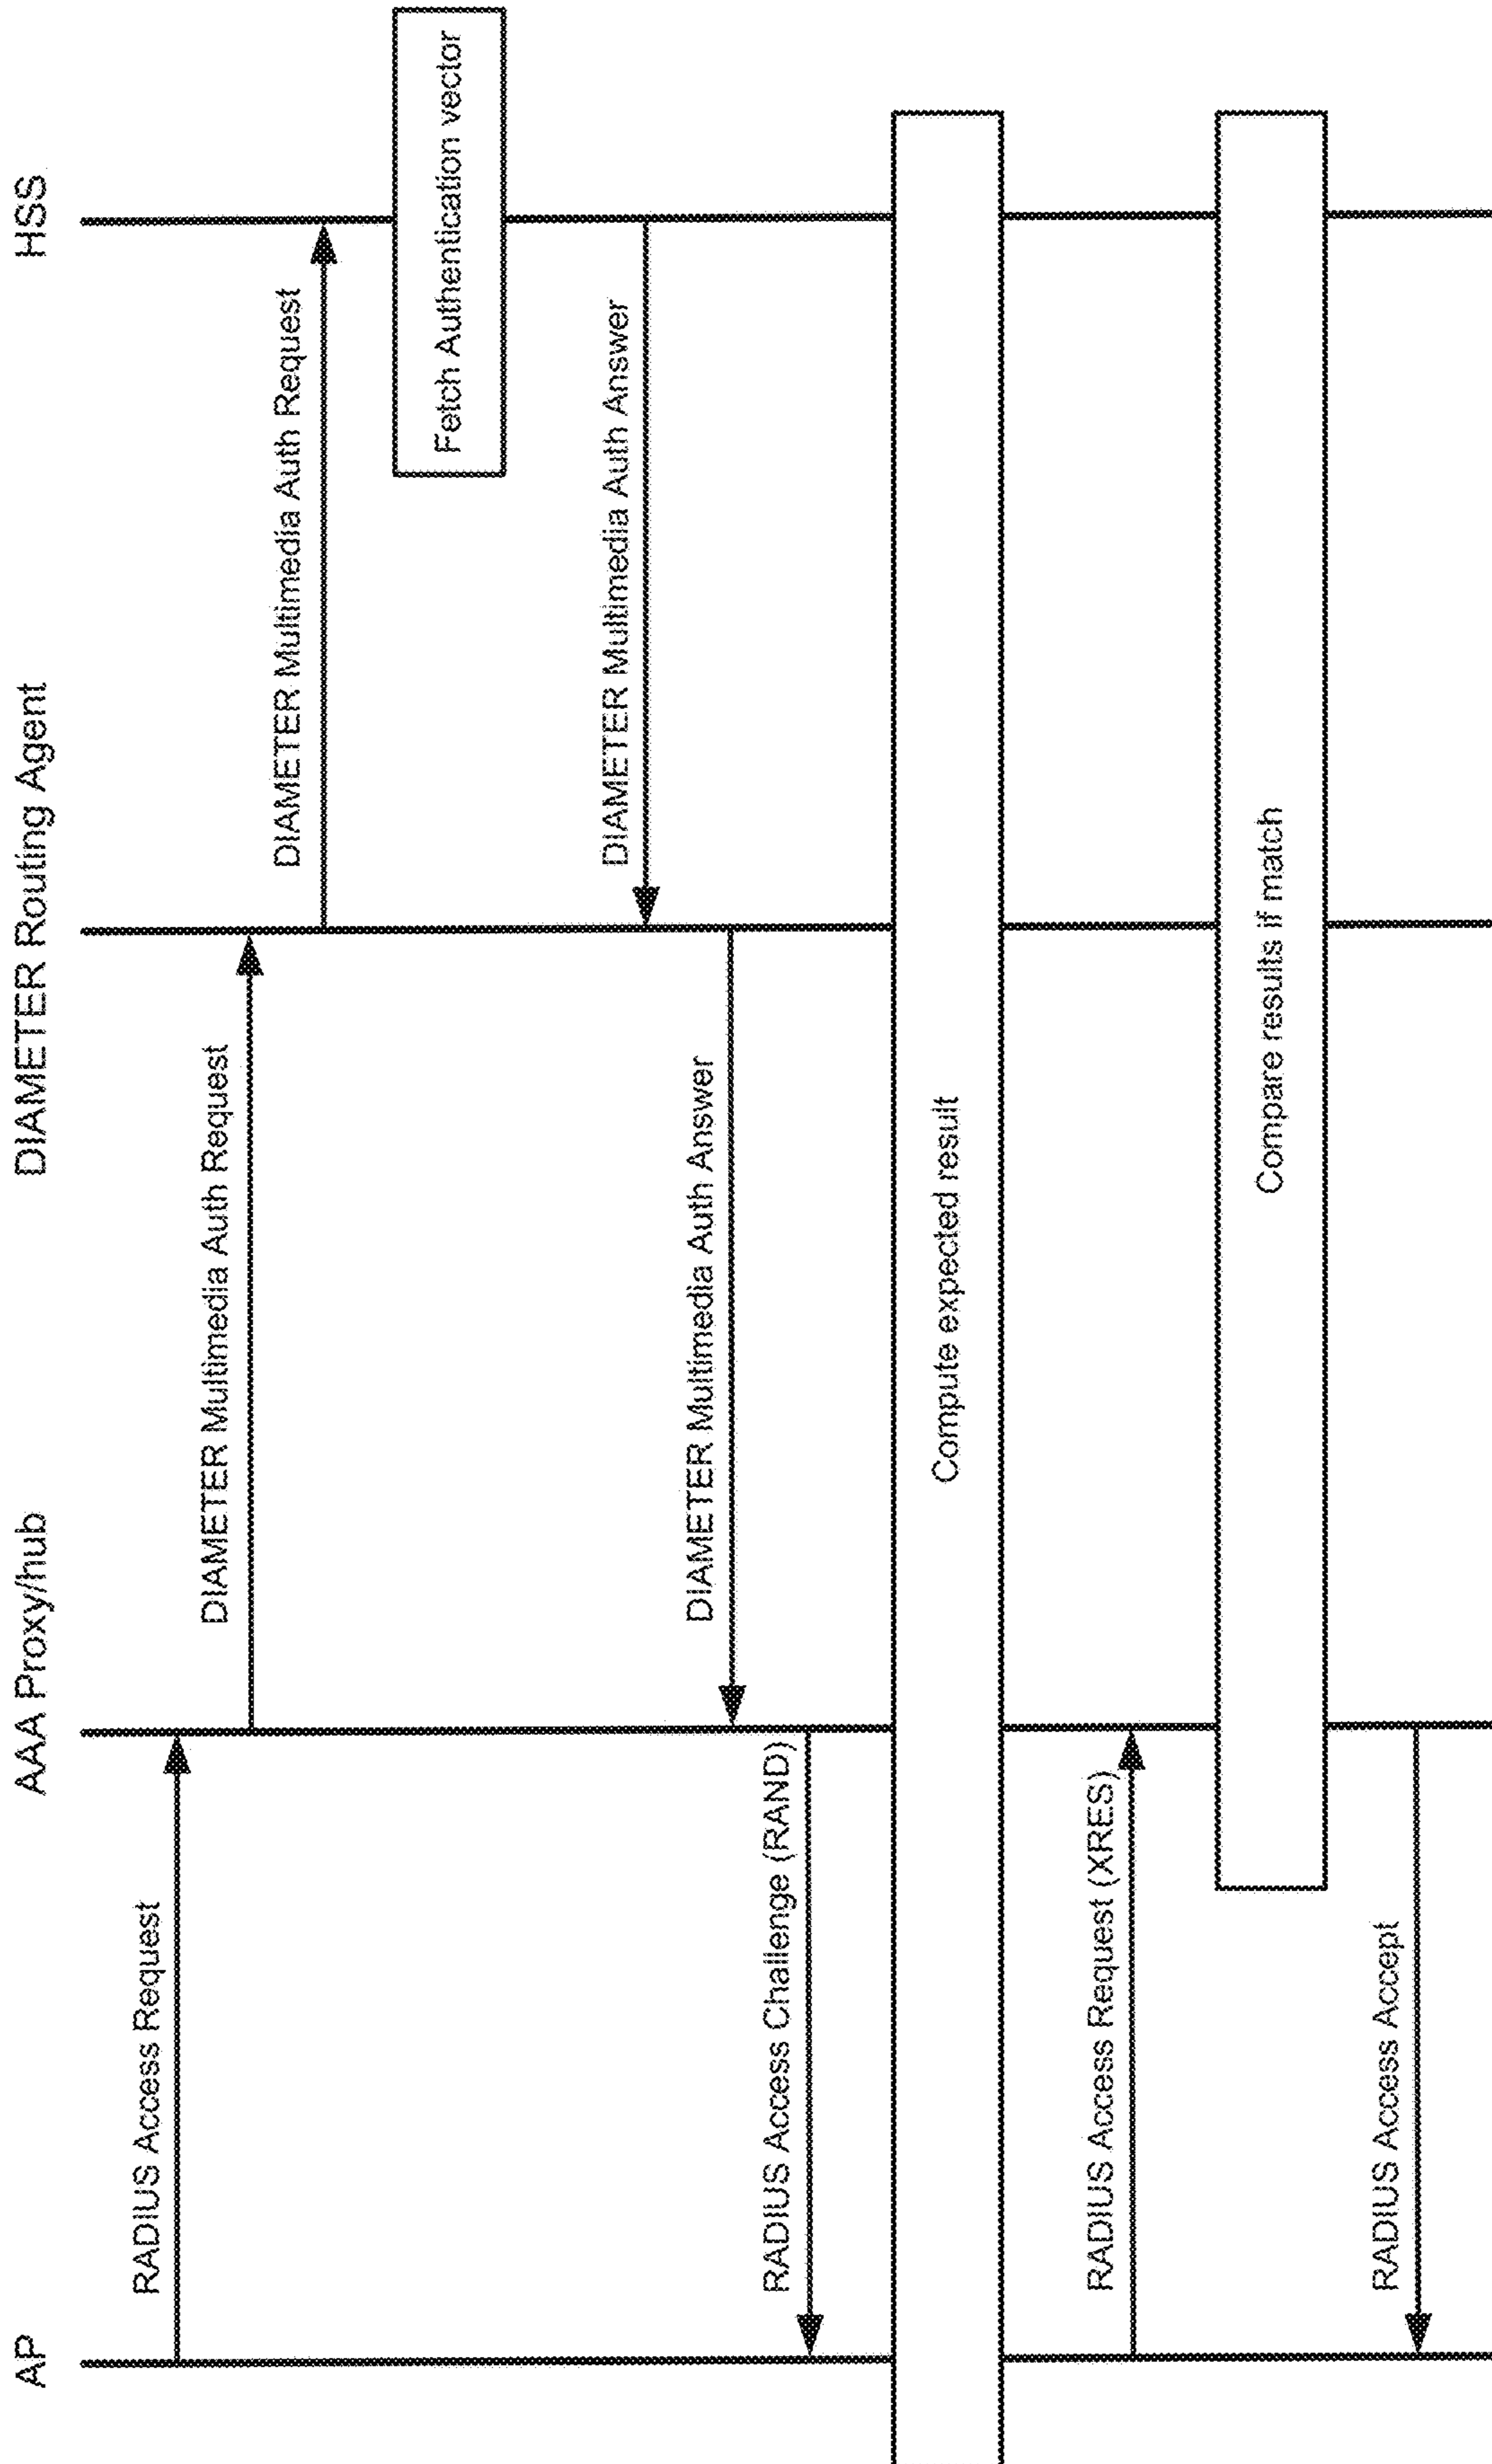 AP
AAA Proxy/hub
DIAMETER Routing Agent
HSS
RADIUS Access Request
DIAMETER Multimedia Auth Request
DIAMETER Multimedia Auth Request
Fetch Authentication vector
DIAMETER Multimedia Auth Answer
DIAMETER Multimedia Auth Answer
RADIUS Access Challenge (RAND)
Compute expected result
RADIUS Access Request (XRES)
Compare results if match
RADIUS Access Accept